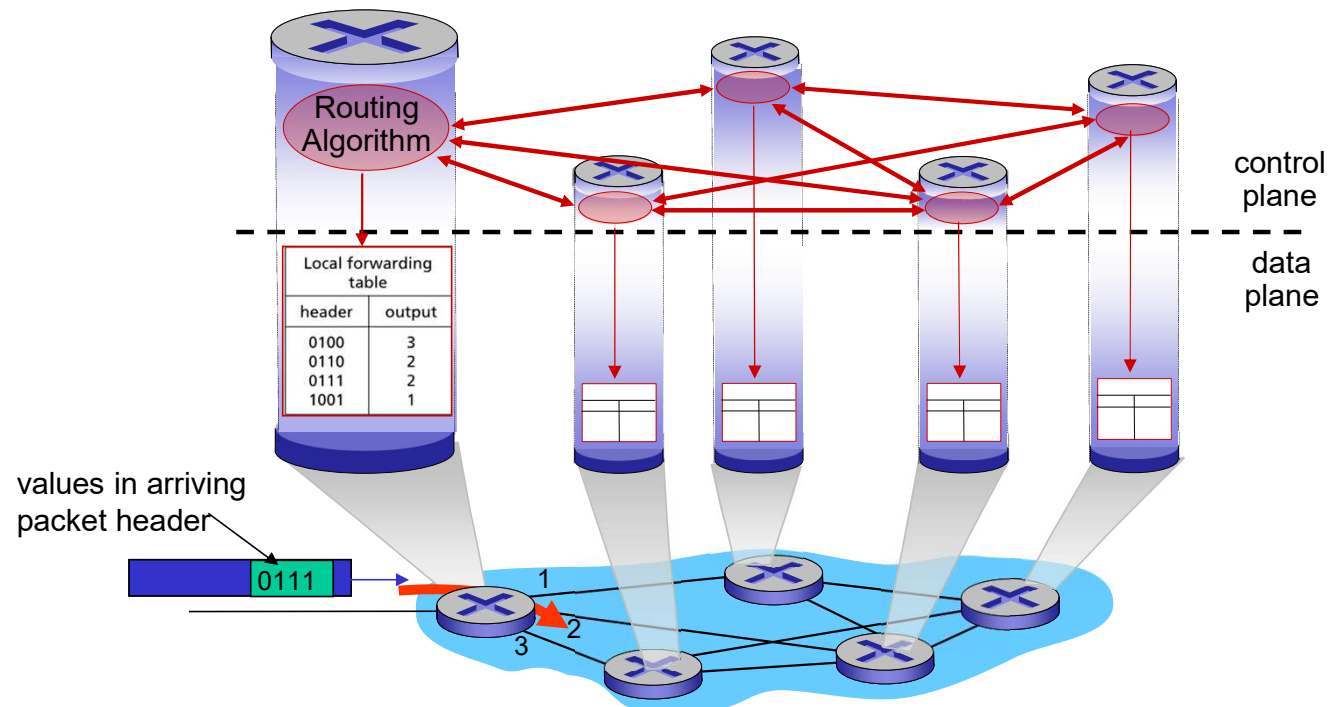 Routing
Algorithm
control
plane
data
plane
Local forwarding
table
header output
0100 3
0110 2
0111 2
1001 1
values in arriving
packet header
0111
1
2
3